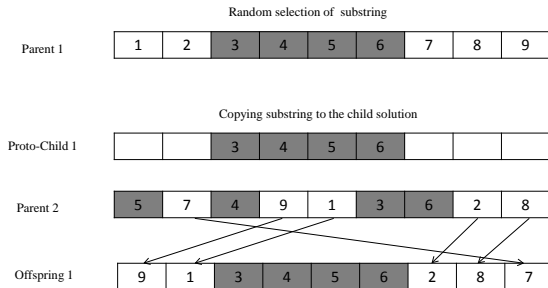 Random selection of substring
Parent 1 1 2 3 4 5 6 7 8 9
Copying substring to the child solution
Proto-Child 1 3 4 5 6
Parent 2 5 7 4 9 1 3 6 2 8
Offspring 1 9 1 3 4 5 6 2 8 7